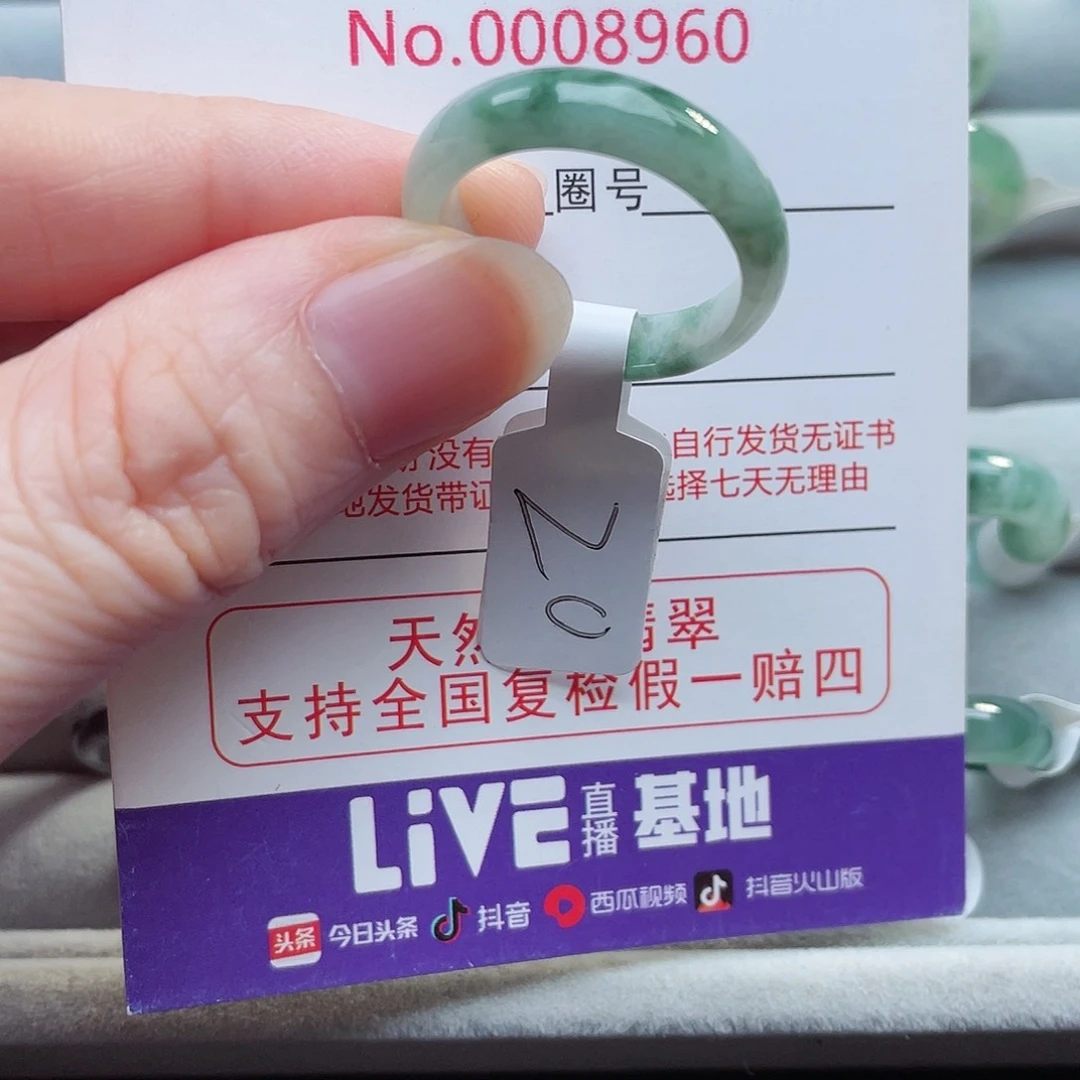 No.0008960
圈号
没有 自行发货无证书
地发货带证 选择七天无理由
天然 翡翠
支持全国复检假一赔四
LiVE直播基地
头条 今日头条 抖音 西瓜视频 抖音火山版